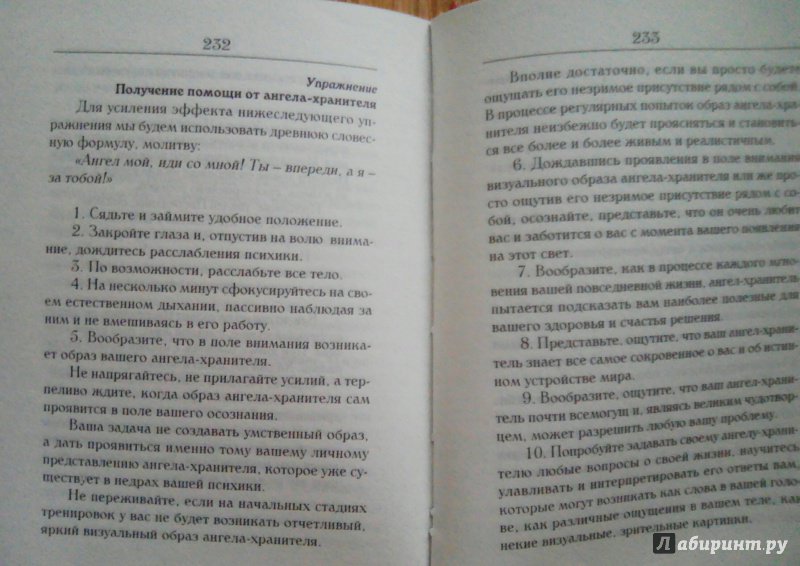 232
Упражнение
Получение помощи от ангела-хранителя
Для усиления эффекта нижеследующего уп-
ражнения мы будем использовать древнюю словес-
ную формулу, молитву:
«Ангел мой, иди со мной! Ты – впереди, а я –
за тобой!»
1. Сядьте и займите удобное положение.
2. Закройте глаза и, отпустив на волю внима-
ние, дождитесь расслабления психики.
3. По возможности, расслабьте все тело.
4. На несколько минут сфокусируйтесь на сво-
ем естественном дыхании, пассивно наблюдая за
ним и не вмешиваясь в его работу.
5. Вообразите, что в поле внимания возника-
ет образ вашего ангела-хранителя.
Не напрягайтесь, не прилагайте усилий, а тер-
пеливо ждите, когда образ ангела-хранителя сам
проявится в поле вашего осознания.
Ваша задача не создавать умственный образ,
а дать проявиться именно тому вашему личному
представлению ангела-хранителя, которое уже су-
ществует в недрах вашей психики.
Не переживайте, если на начальных стадиях
тренировок у вас не будет возникать отчетливый,
яркий визуальный образ ангела-хранителя.
233
Вполне достаточно, если вы просто будете
ощущать его незримое присутствие рядом с собой.
В процессе регулярных попыток образ ангела-хра-
нителя неизбежно будет проясняться и становить-
ся все более и более живым и реалистичным.
6. Дождавшись проявления в поле внимания
визуального образа ангела-хранителя или же про-
сто ощутив его незримое присутствие рядом с со-
бой, осознайте, представьте, что он очень любит
вас и заботится о вас с момента вашего появления
на этот свет.
7. Вообразите, как в процессе каждого мгно-
вения вашей повседневной жизни, ангел-хранитель
пытается подсказать вам наиболее полезные для
вашего здоровья и счастья решения.
8. Представьте, ощутите, что ваш ангел-храни-
тель знает все самое сокровенное о вас и об истин-
ном устройстве мира.
9. Вообразите, ощутите, что ваш ангел-храни-
тель почти всемогущ и, являясь великим чудотвор-
цем, может разрешить любую вашу проблему.
10. Попробуйте задавать своему ангелу-храни-
телю любые вопросы о своей жизни, научитесь
улавливать и интерпретировать его ответы вам,
которые могут возникать как слова в вашей голо-
ве, как различные ощущения в вашем теле, как
некие визуальные, зрительные картинки.
Лабиринт.ру